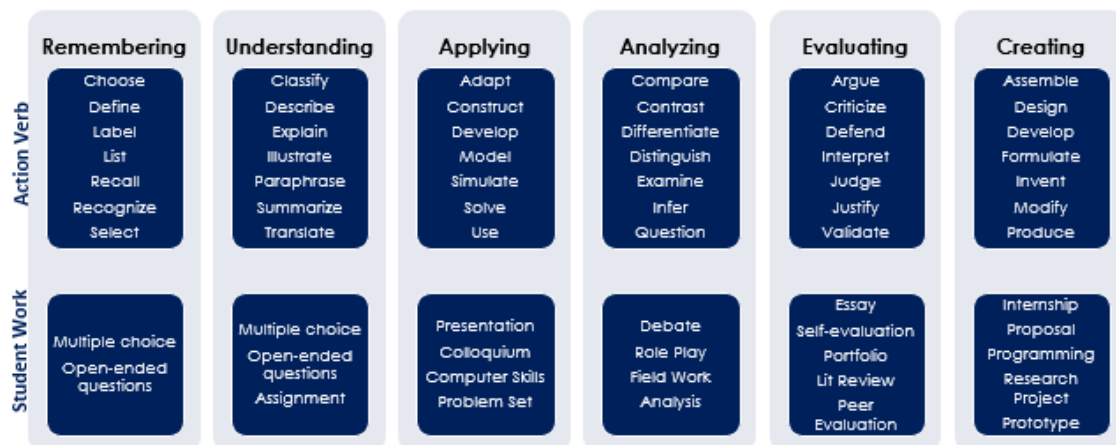 Remembering
Understanding
Applying
Analyzing
Evaluating
Creating
Action Verb
Choose
Define
Label
List
Recall
Recognize
Select
Classify
Describe
Explain
Illustrate
Paraphrase
Summarize
Translate
Adapt
Construct
Develop
Model
Simulate
Solve
Use
Compare
Contrast
Differentiate
Distinguish
Examine
Infer
Question
Argue
Criticize
Defend
Interpret
Judge
Justify
Validate
Assemble
Design
Develop
Formulate
Invent
Modify
Produce
Student Work
Multiple choice
Open-ended
questions
Multiple choice
Open-ended
questions
Assignment
Presentation
Colloquium
Computer Skills
Problem Set
Debate
Role Play
Field Work
Analysis
Essay
Self-evaluation
Portfolio
Lit Review
Peer
Evaluation
Internship
Proposal
Programming
Research
Project
Prototype